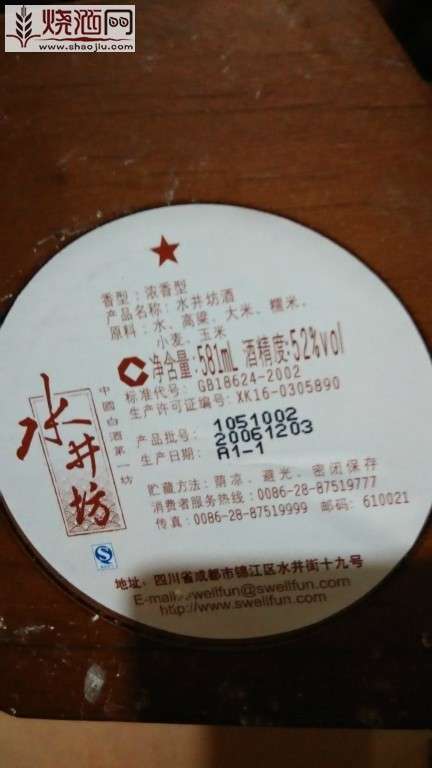 烧酒网
www.shaojiu.com
香型：浓香型
产品名称：水井坊酒
原料：水、高粱、大米、糯米、
小麦、玉米
净含量：581mL 酒精度：52%vol
标准代号：GB18624-2002
生产许可证编号：XK16-0305890
产品批号：1051002
20061203
生产日期：A1-1
贮藏方法：荫凉、避光、密闭保存
消费者服务热线：0086-28-87519777
传真：0086-28-87519999 邮码：610021
地址：四川省成都市锦江区水井街十九号
E-mail:swellfun@swellfun.com
http://www.swellfun.com
水井坊
中國白酒第一坊